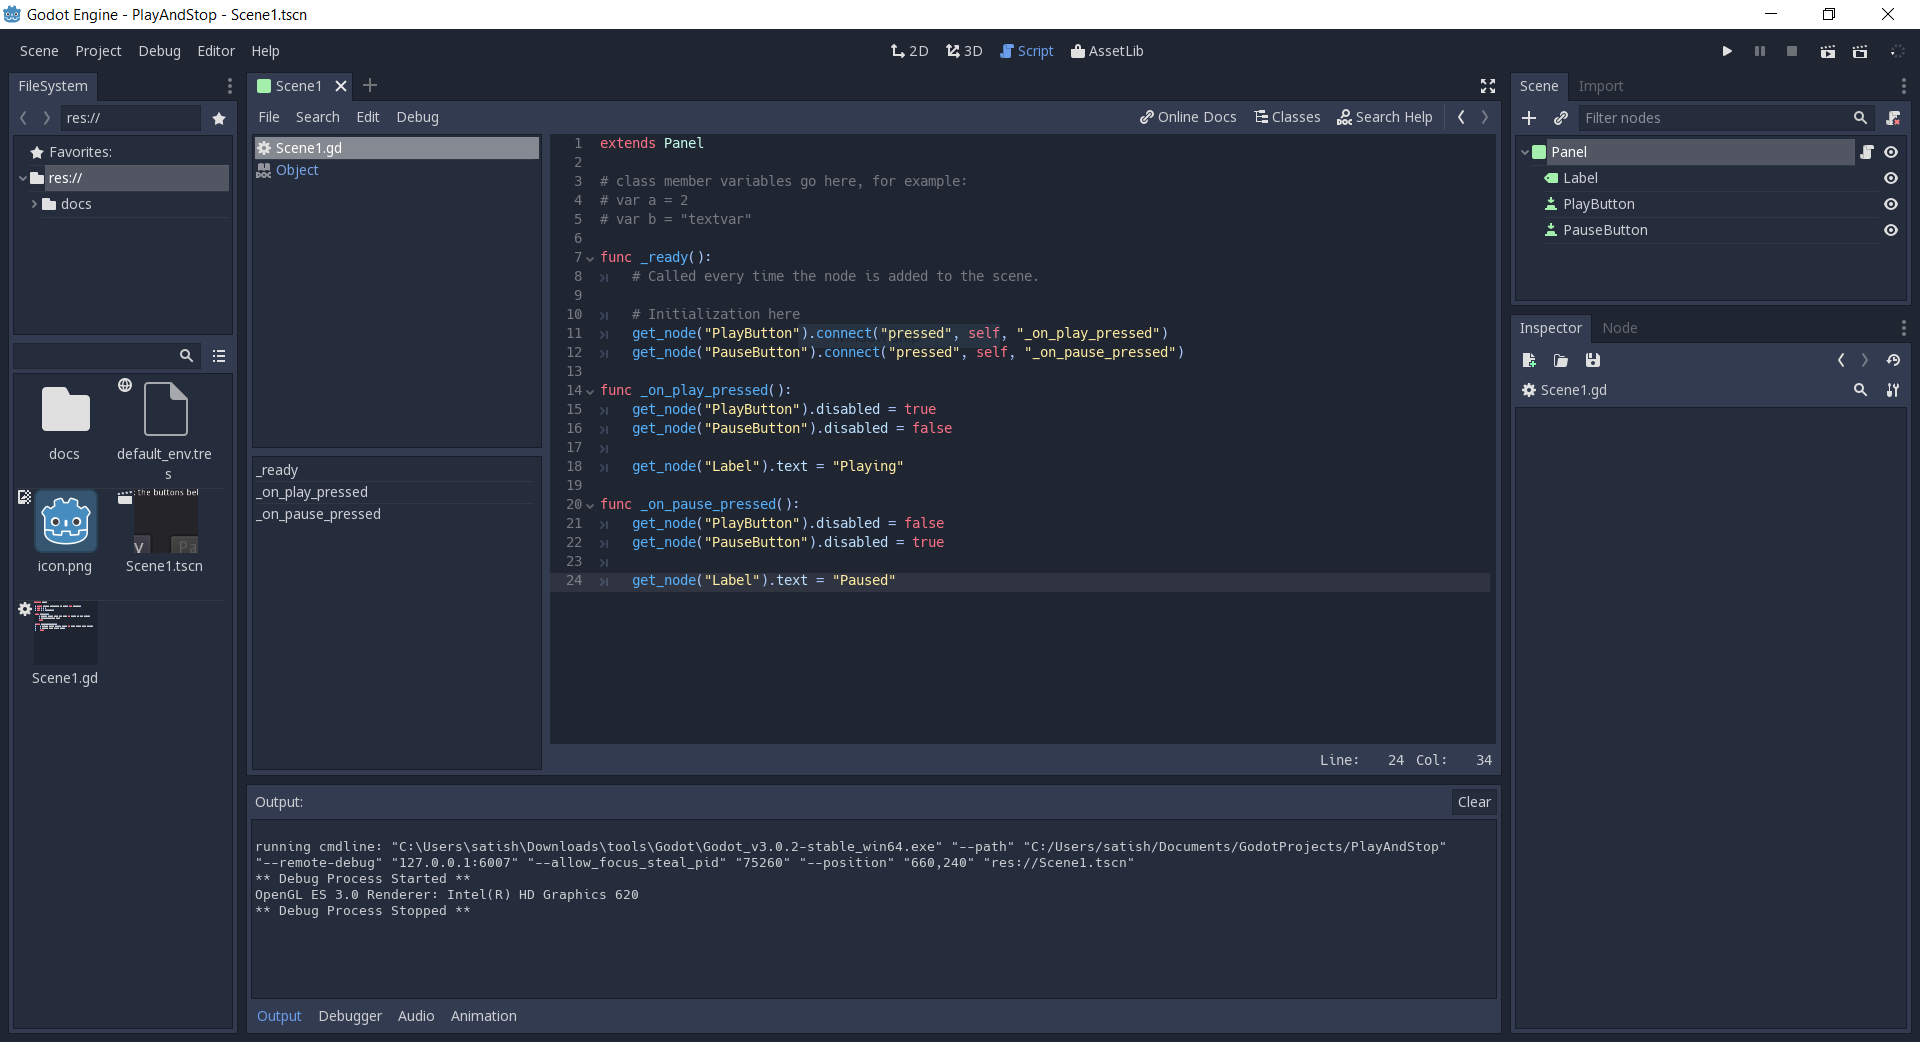 Godot Engine - PlayAndStop - Scene1.tscn
Scene Project Debug Editor Help
2D 3D Script AssetLib
FileSystem
res://
Favorites:
res://
docs
docs
default_env.tre
s
the buttons bel
Pa
icon.png
Scene1.tscn
Scene1.gd
Scene1
File Search Edit Debug
Online Docs Classes Search Help
Scene1.gd
Object
_ready
_on_play_pressed
_on_pause_pressed
1 extends Panel
2
3 # class member variables go here, for example:
4 # var a = 2
5 # var b = "textvar"
6
7 func _ready():
8 # Called every time the node is added to the scene.
9
10 # Initialization here
11 get_node("PlayButton").connect("pressed", self, "_on_play_pressed")
12 get_node("PauseButton").connect("pressed", self, "_on_pause_pressed")
13
14 func _on_play_pressed():
15 get_node("PlayButton").disabled = true
16 get_node("PauseButton").disabled = false
17
18 get_node("Label").text = "Playing"
19
20 func _on_pause_pressed():
21 get_node("PlayButton").disabled = false
22 get_node("PauseButton").disabled = true
23
24 get_node("Label").text = "Paused"
Line: 24 Col: 34
Output:
Clear
running cmdline: "C:\Users\satish\Downloads\tools\Godot\Godot_v3.0.2-stable_win64.exe" "--path" "C:/Users/satish/Documents/GodotProjects/PlayAndStop"
"--remote-debug" "127.0.0.1:6007" "--allow_focus_steal_pid" "75260" "--position" "660,240" "res://Scene1.tscn"
** Debug Process Started **
OpenGL ES 3.0 Renderer: Intel(R) HD Graphics 620
** Debug Process Stopped **
Output Debugger Audio Animation
Scene Import
Filter nodes
Panel
Label
PlayButton
PauseButton
Inspector Node
Scene1.gd